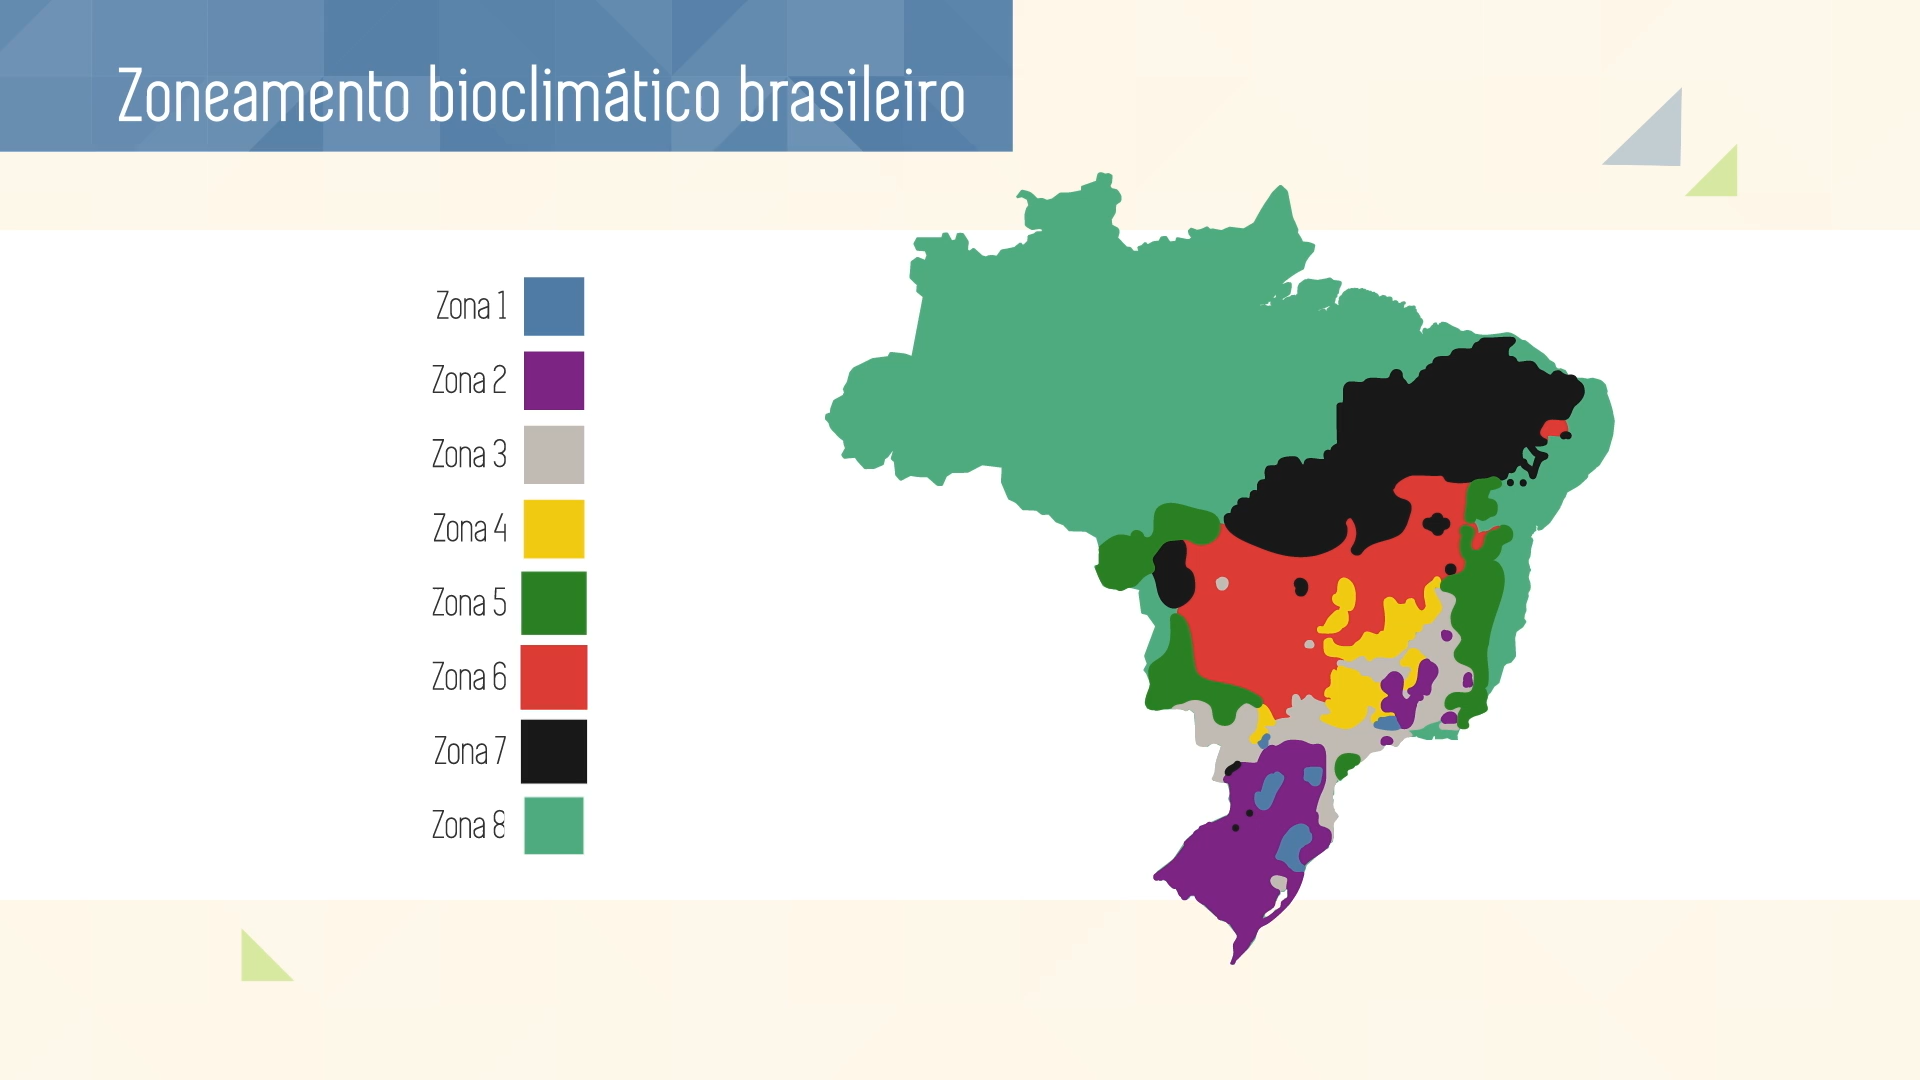 Zoneamento bioclimático brasileiro
Zona 1
Zona 2
Zona 3
Zona 4
Zona 5
Zona 6
Zona 7
Zona 8